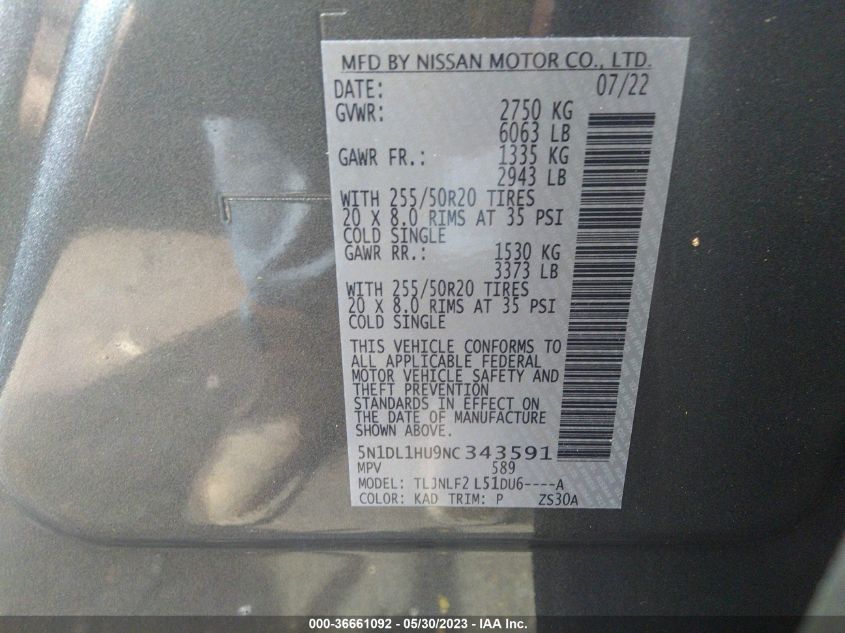 MFD BY NISSAN MOTOR CO., LTD.
DATE: 07/22
GVWR: 2750 KG
6063 LB
GAWR FR.: 1335 KG
2943 LB
WITH 255/50R20 TIRES
20 X 8.0 RIMS AT 35 PSI
COLD SINGLE
GAWR RR.: 1530 KG
3373 LB
WITH 255/50R20 TIRES
20 X 8.0 RIMS AT 35 PSI
COLD SINGLE
THIS VEHICLE CONFORMS TO
ALL APPLICABLE FEDERAL
MOTOR VEHICLE SAFETY AND
THEFT PREVENTION
STANDARDS IN EFFECT ON
THE DATE OF MANUFACTURE
SHOWN ABOVE.
5N1DL1HU9NC343591
MPV 589
MODEL: TLJNLF2 L51DU6----A
COLOR: KAD TRIM: P ZS30A
000-36661092 - 05/30/2023 - IAA Inc.